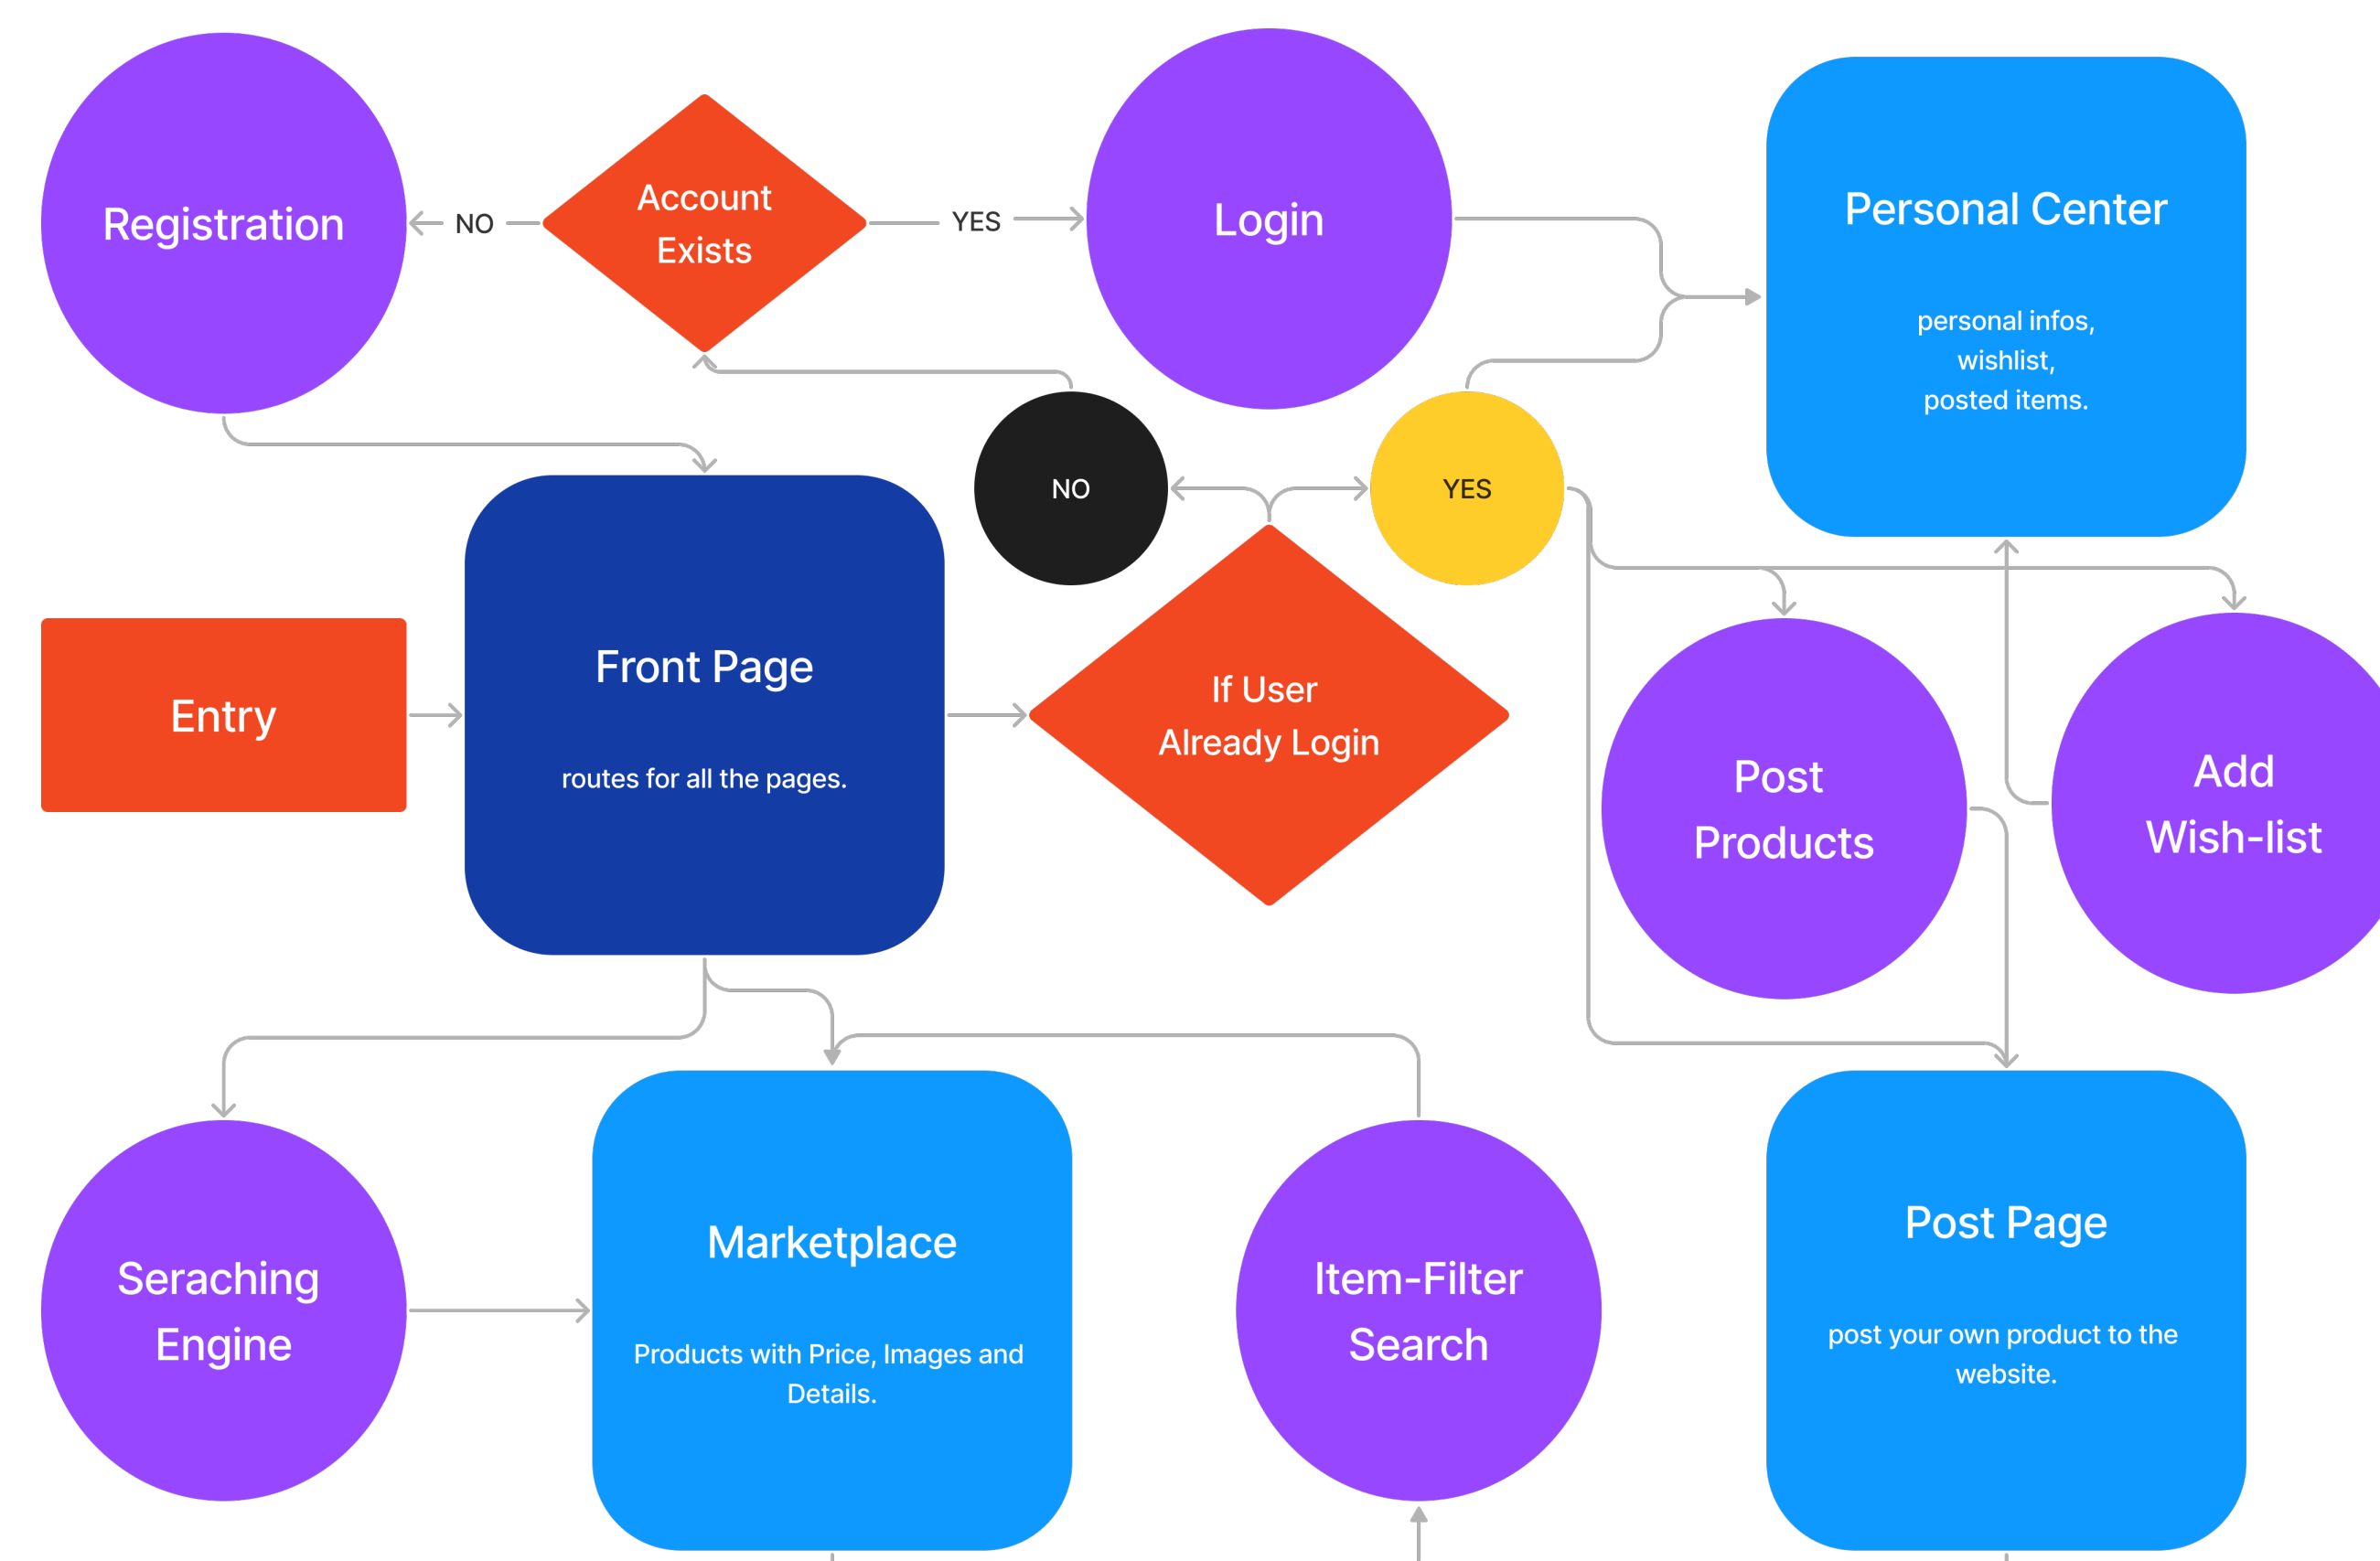 Registration
NO
Account
Exists
YES
Login
Personal Center
personal infos,
wishlist,
posted items.
NO
YES
Entry
Front Page
routes for all the pages.
If User
Already Login
Post
Products
Add
Wish-list
Seraching
Engine
Marketplace
Products with Price, Images and
Details.
Item-Filter
Search
Post Page
post your own product to the
website.